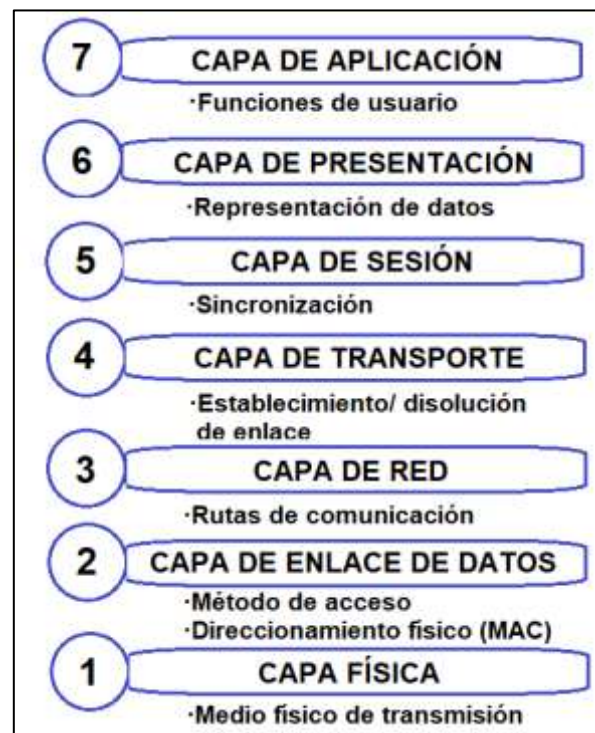 7 CAPA DE APLICACIÓN
·Funciones de usuario
6 CAPA DE PRESENTACIÓN
·Representación de datos
5 CAPA DE SESIÓN
·Sincronización
4 CAPA DE TRANSPORTE
·Establecimiento/ disolución
de enlace
3 CAPA DE RED
·Rutas de comunicación
2 CAPA DE ENLACE DE DATOS
·Método de acceso
·Direccionamiento físico (MAC)
1 CAPA FÍSICA
·Medio físico de transmisión